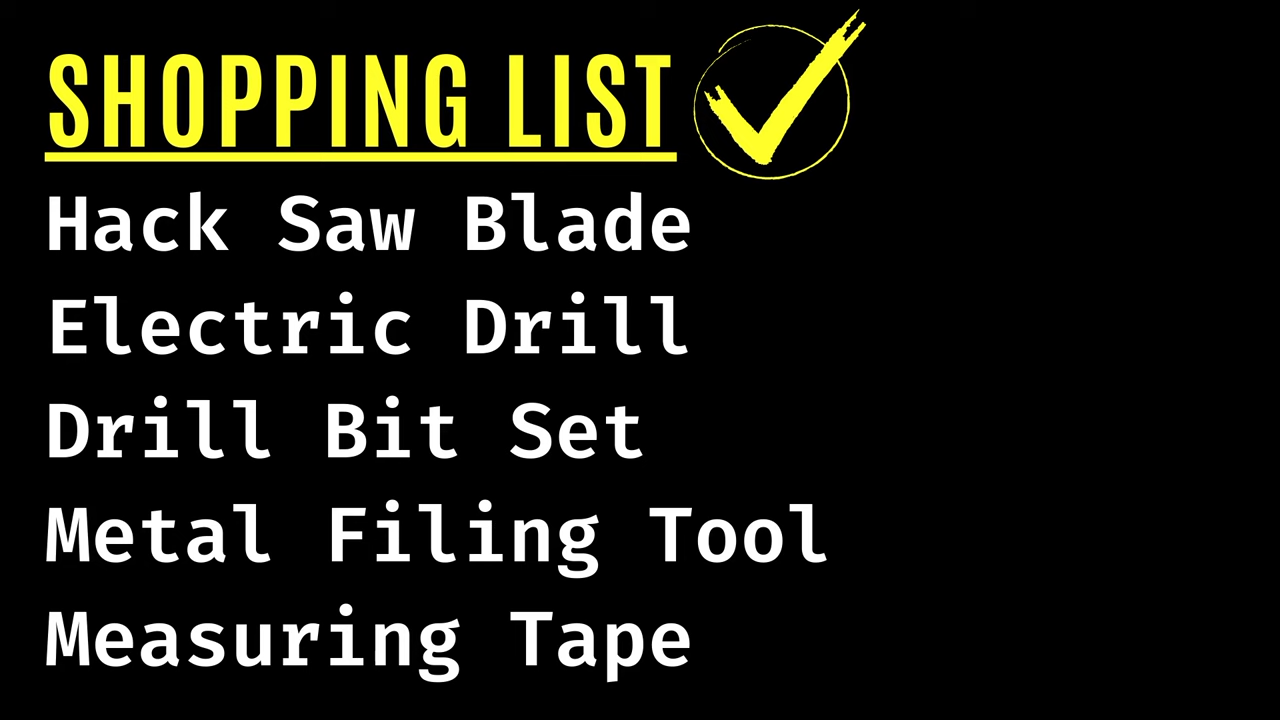 SHOPPING LIST
Hack Saw Blade
Electric Drill
Drill Bit Set
Metal Filing Tool
Measuring Tape